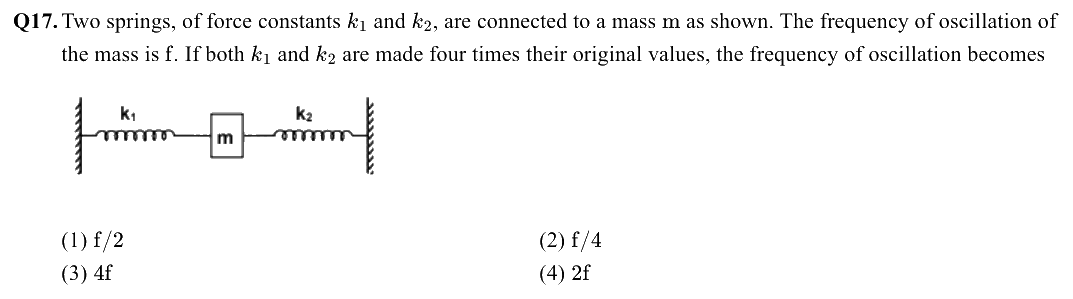 Q17. Two springs, of force constants k₁ and k₂, are connected to a mass m as shown. The frequency of oscillation of
the mass is f. If both k₁ and k₂ are made four times their original values, the frequency of oscillation becomes
k₁ k₂
m
(1) f/2 (2) f/4
(3) 4f (4) 2f